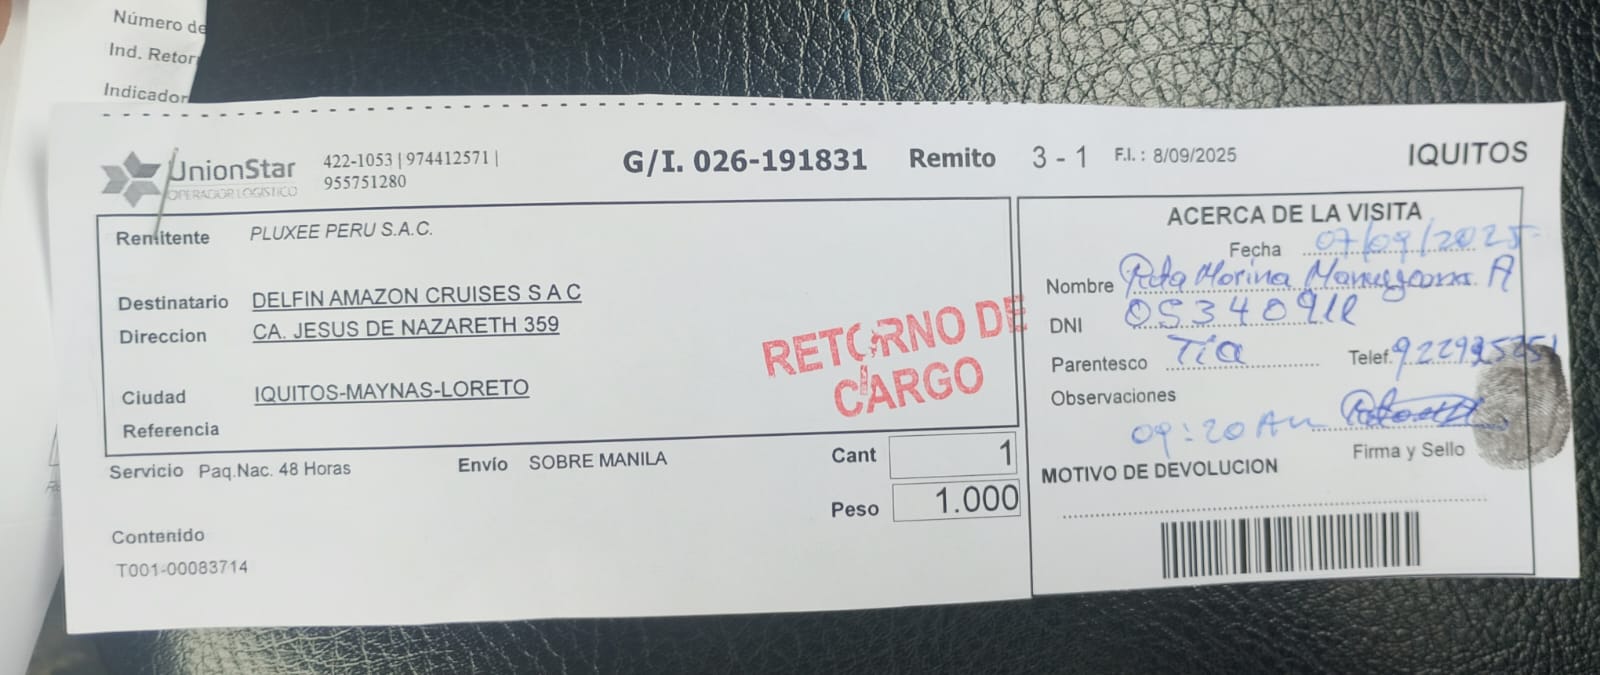 Número de
Ind. Retor
Indicador
UnionStar
OPERADOR LOGISTICO
422-1053 | 974412571 |
955751280
G/I. 026-191831 Remito 3 - 1 F.I. : 8/09/2025 IQUITOS
Remitente PLUXEE PERU S.A.C.
Destinatario DELFIN AMAZON CRUISES S A C
Direccion CA. JESUS DE NAZARETH 359
Ciudad IQUITOS-MAYNAS-LORETO
Referencia
RETORNO DE
CARGO
Servicio Paq.Nac. 48 Horas Envío SOBRE MANILA
Cant 1
Peso 1.000
Contenido
T001-00083714
ACERCA DE LA VISITA
Fecha 07/09/2025
Nombre Morina A
DNI
Parentesco Tía Telef.
Observaciones
09:20 AM
Firma y Sello
MOTIVO DE DEVOLUCION